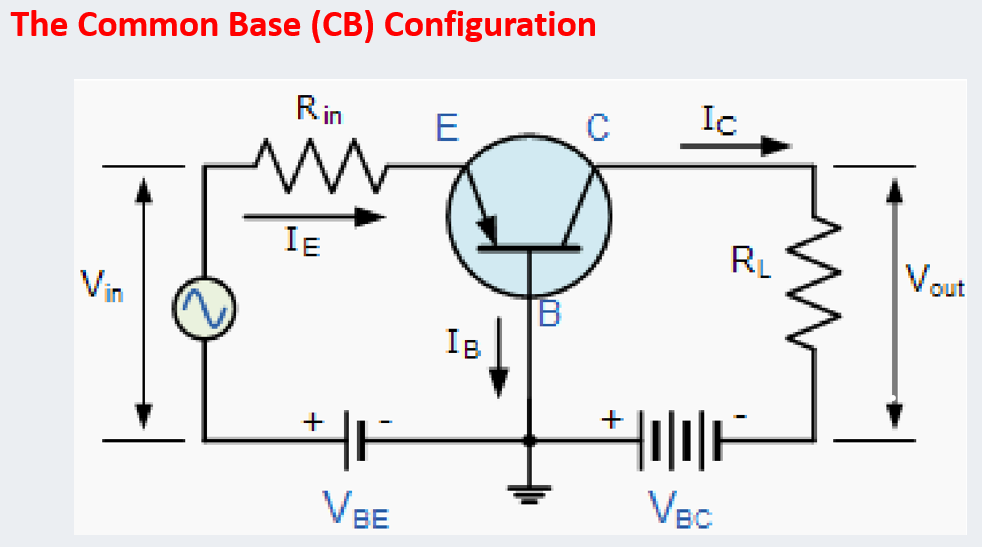 The Common Base (CB) Configuration
Rin
E
C
IC
IE
Vin
RL
Vout
B
IB
+
-
+
-
VBE
VBC